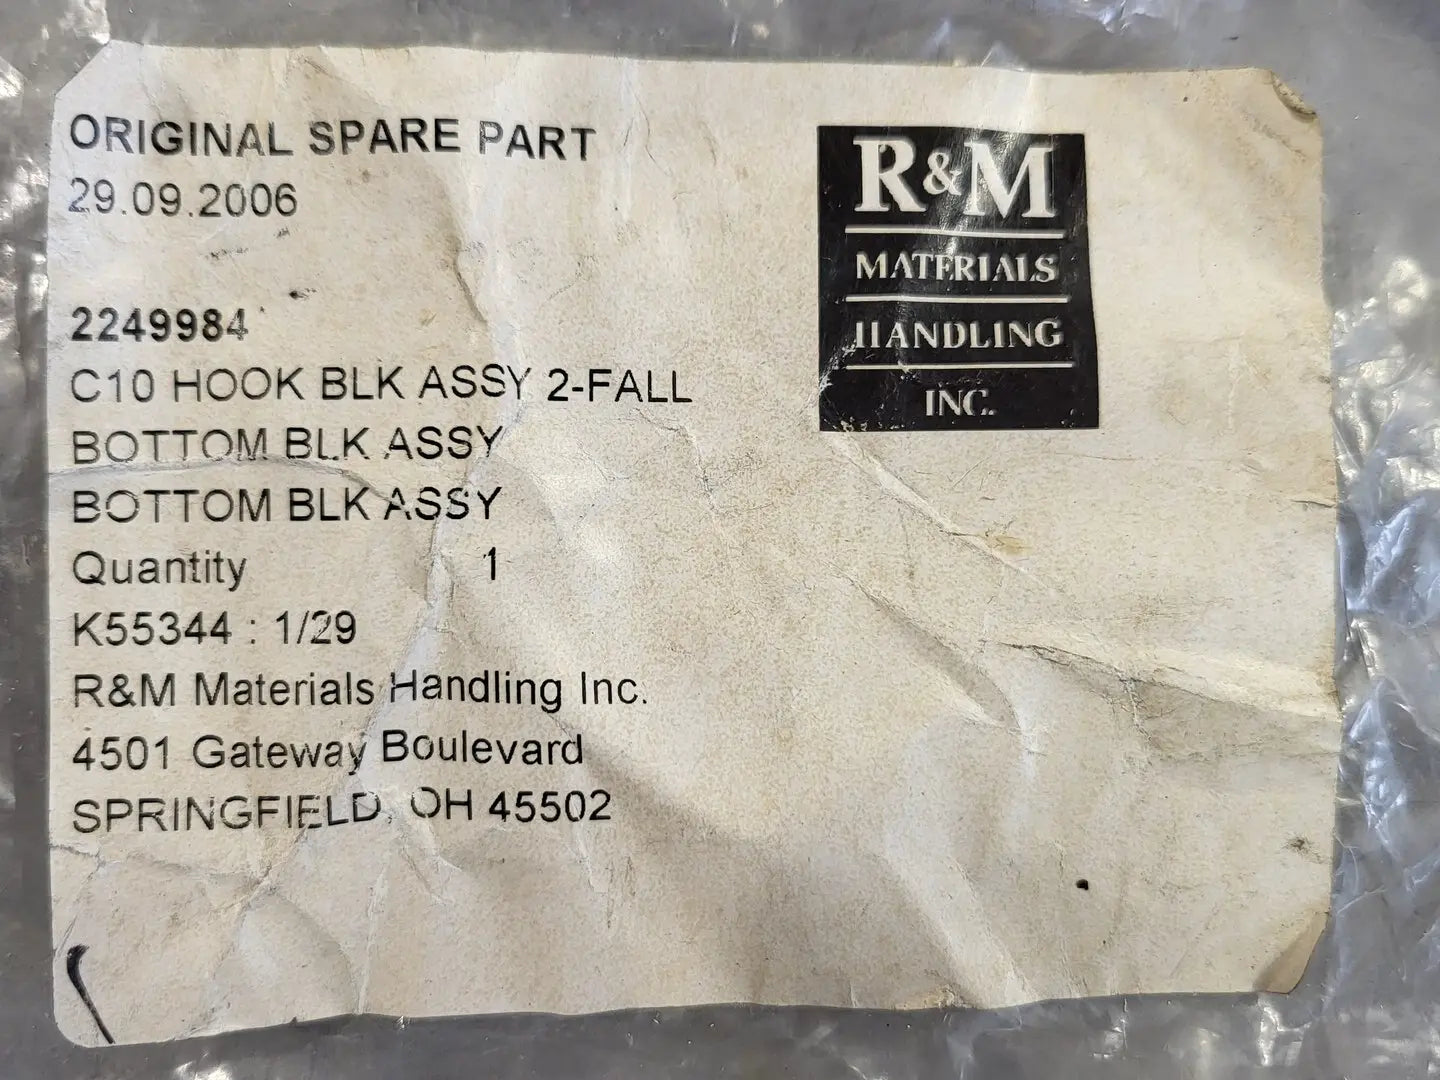 ORIGINAL SPARE PART
29.09.2006
2249984
C10 HOOK BLK ASSY 2-FALL
BOTTOM BLK ASSY
BOTTOM BLK ASSY
Quantity 1
K55344 : 1/29
R&M Materials Handling Inc.
4501 Gateway Boulevard
SPRINGFIELD, OH 45502
R&M
MATERIALS
HANDLING
INC.